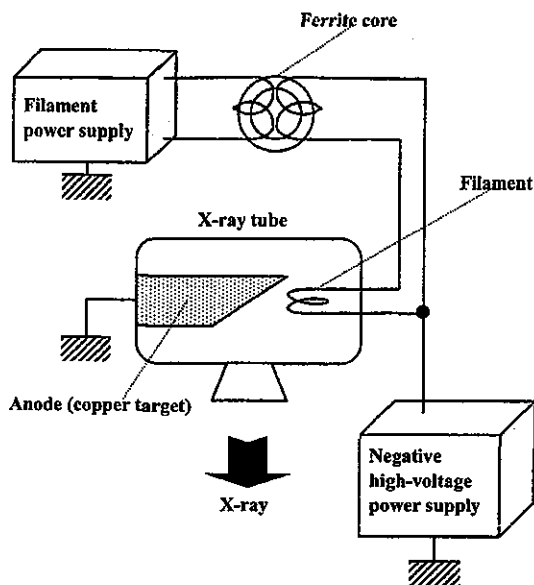 Ferrite core
Filament
power supply
Filament
X-ray tube
Anode (copper target)
X-ray
Negative
high-voltage
power supply